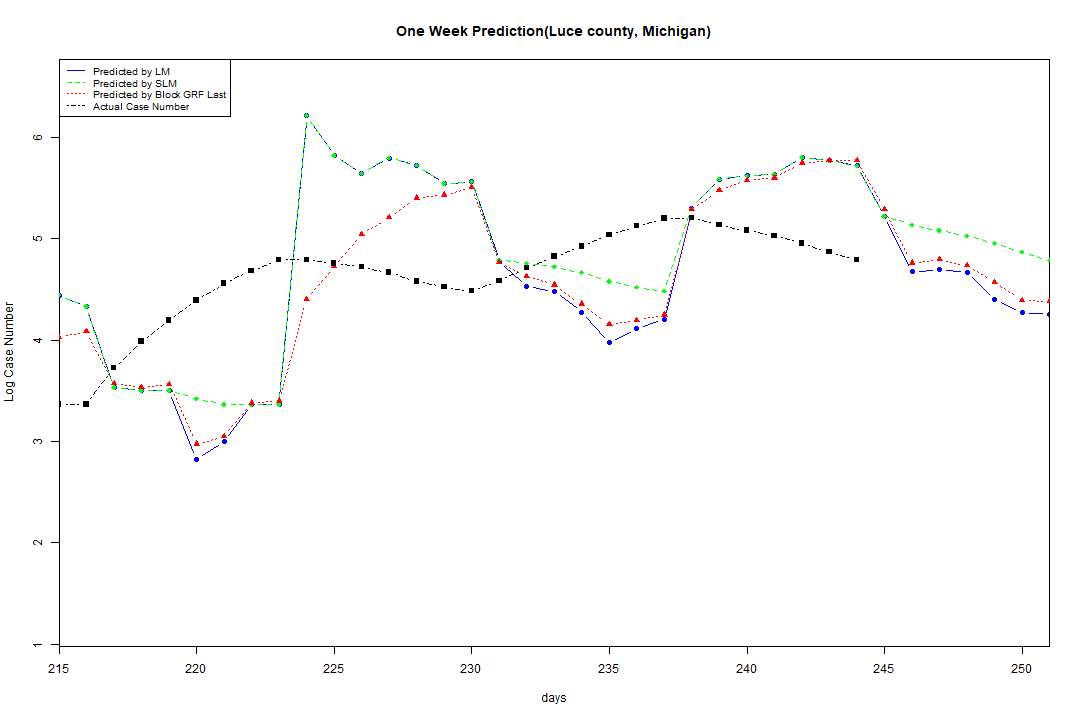 One Week Prediction(Luce county, Michigan)
Predicted by LM
Predicted by SLM
Predicted by Block GRF Last
Actual Case Number
Log Case Number
6
5
4
3
2
1
215 220 225 230 235 240 245 250
days